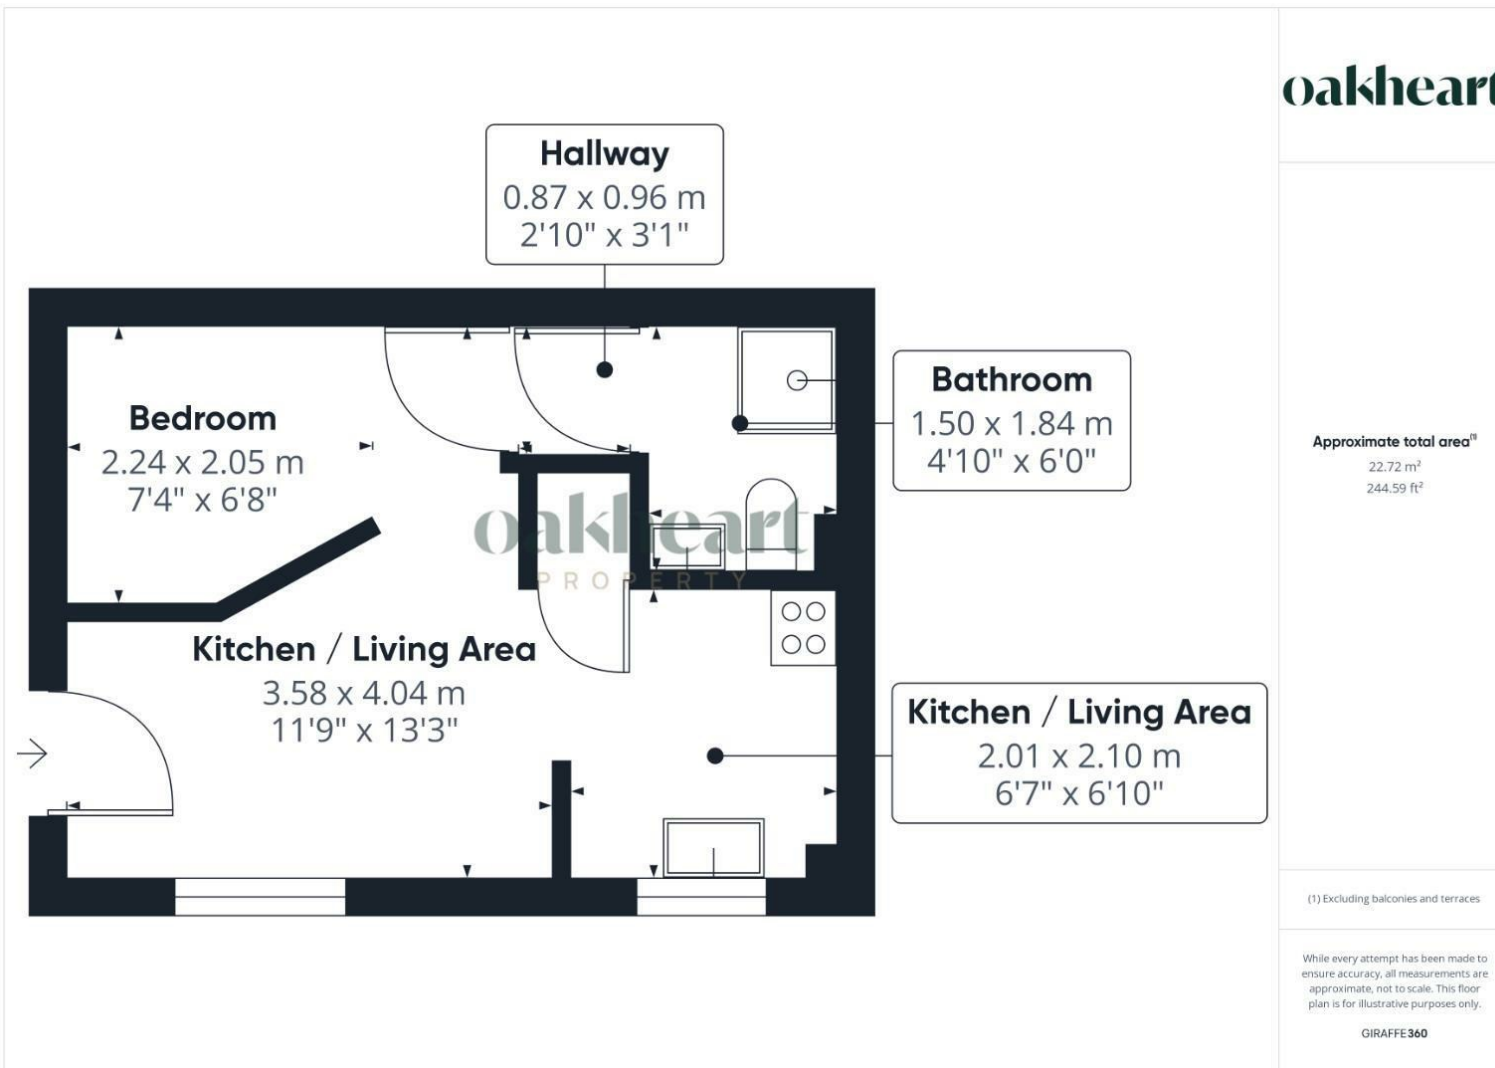 Hallway
0.87 x 0.96 m
2'10" x 3'1"
Bedroom
2.24 x 2.05 m
7'4" x 6'8"
Bathroom
1.50 x 1.84 m
4'10" x 6'0"
oakheart
PROPERTY
Kitchen / Living Area
3.58 x 4.04 m
11'9" x 13'3"
Kitchen / Living Area
2.01 x 2.10 m
6'7" x 6'10"
oakheart
Approximate total area(1)
22.72 m²
244.59 ft²
(1) Excluding balconies and terraces
While every attempt has been made to
ensure accuracy, all measurements are
approximate, not to scale. This floor
plan is for illustrative purposes only.
GIRAFFE360